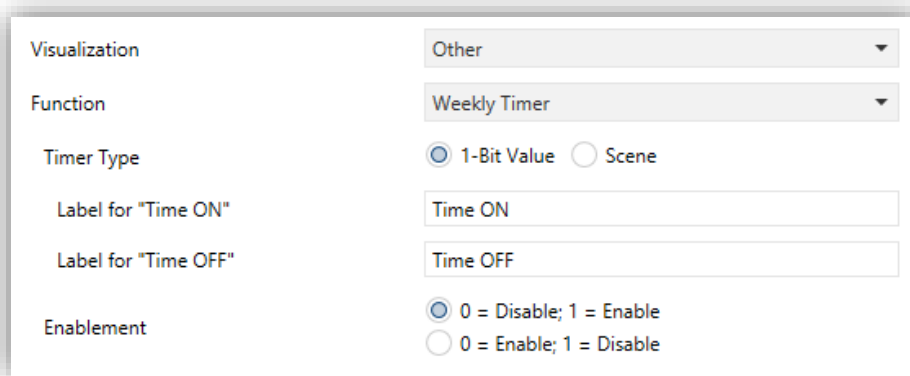 Visualization Other
Function Weekly Timer
Timer Type 1-Bit Value Scene
Label for "Time ON" Time ON
Label for "Time OFF" Time OFF
Enablement 0 = Disable; 1 = Enable
0 = Enable; 1 = Disable